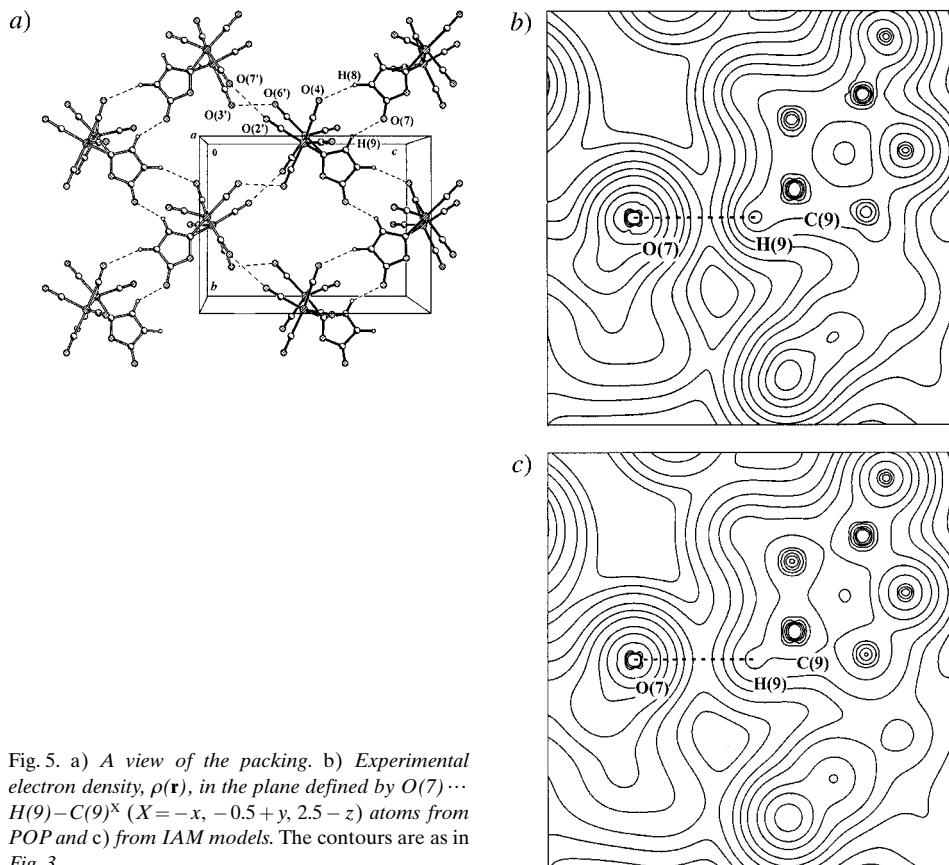 a)
O(7')
O(6')
O(4)
H(8)
O(3')
O(2')
O(7)
H(9)
a
0
c
b
b)
O(7)
H(9)
C(9)
c)
O(7)
H(9)
C(9)
Fig. 5. a) A view of the packing. b) Experimental
electron density, ρ(r), in the plane defined by O(7)⋯
H(9)−C(9)ˣ (X=−x, −0.5+y, 2.5−z) atoms from
POP and c) from IAM models. The contours are as in
Fig. 3.